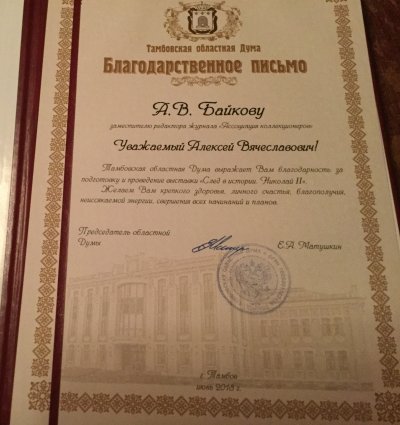 Тамбовская областная Дума
Благодарственное письмо
А.В. Байкову
заместителю редактора журнала «Ассоциация коллекционеров»
Уважаемый Алексей Вячеславович!
Тамбовская областная Дума выражает Вам благодарность за
подготовку и проведение выставки «След в истории. Николай II».
Желаем Вам крепкого здоровья, личного счастья, благополучия,
неиссякаемой энергии, свершения всех начинаний и планов.
Председатель областной
Думы
Е.А. Матушкин
г. Тамбов
июнь 2018 г.